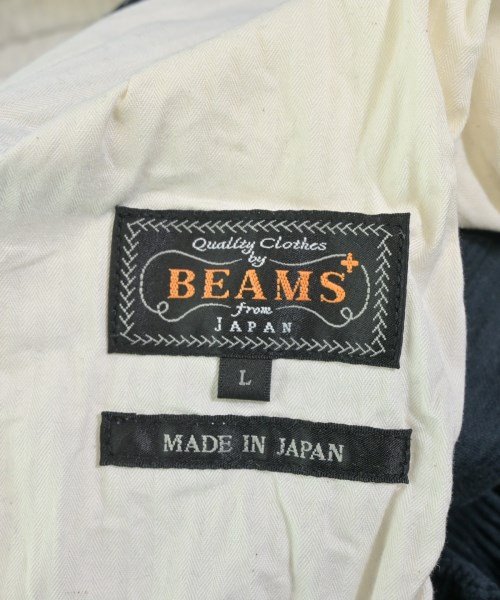 Quality Clothes
by
BEAMS+
from
JAPAN
L
MADE IN JAPAN